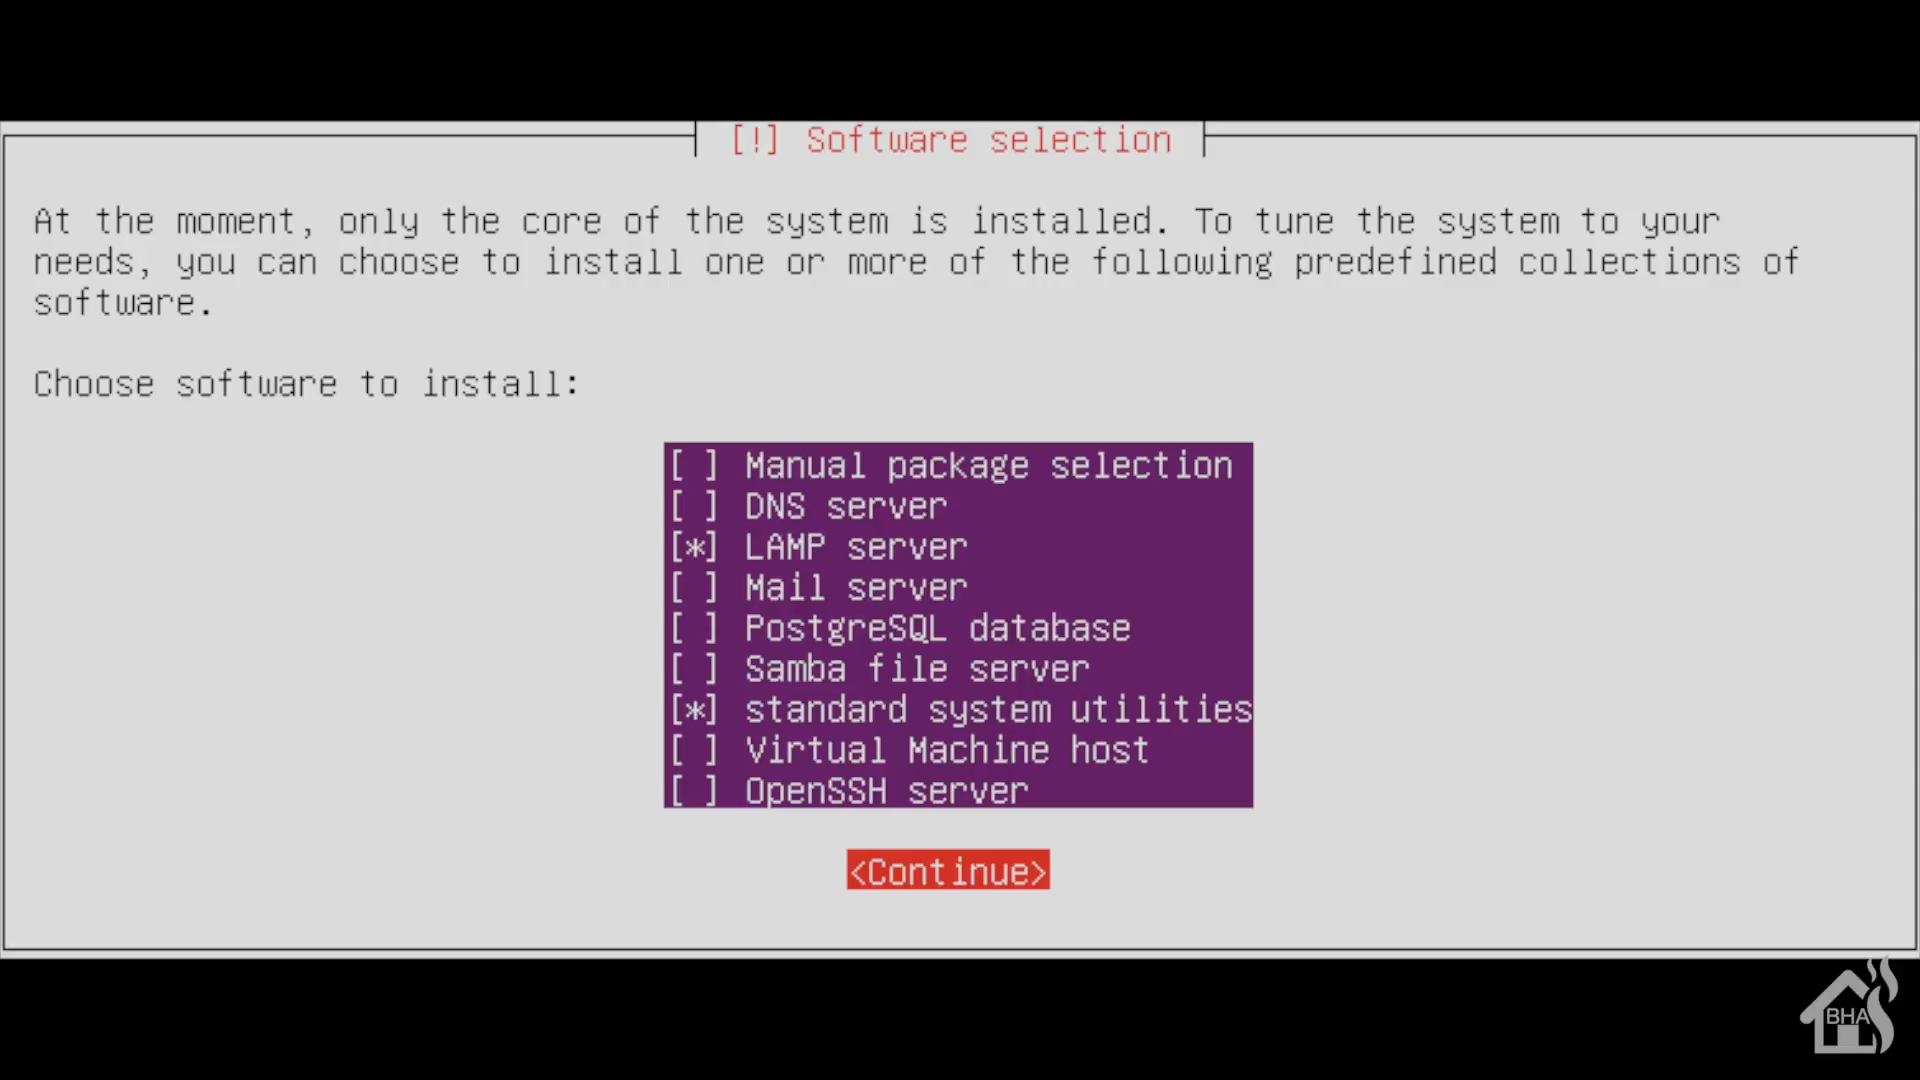 [!] Software selection
At the moment, only the core of the system is installed. To tune the system to your
needs, you can choose to install one or more of the following predefined collections of
software.
Choose software to install:
[ ] Manual package selection
[ ] DNS server
[*] LAMP server
[ ] Mail server
[ ] PostgreSQL database
[ ] Samba file server
[*] standard system utilities
[ ] Virtual Machine host
[ ] OpenSSH server
<Continue>
BHA